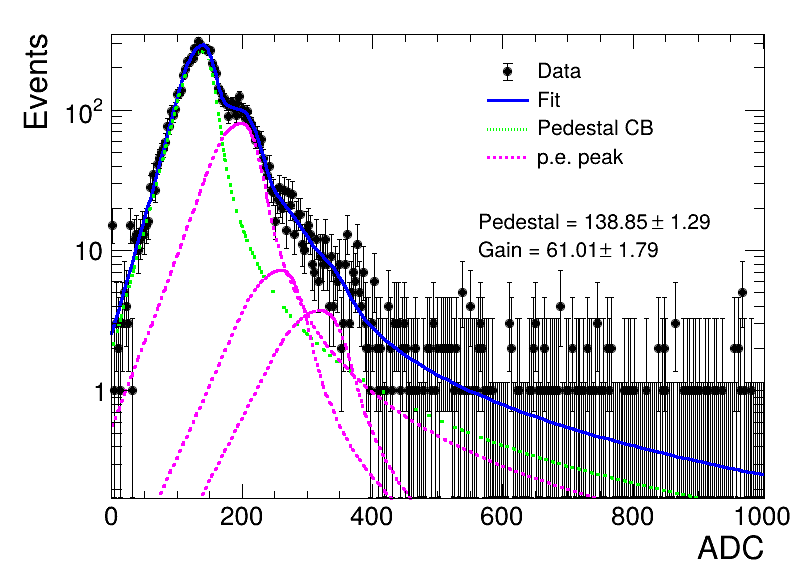 Events
10²
10
1
Data
Fit
Pedestal CB
p.e. peak
Pedestal = 138.85 ± 1.29
Gain = 61.01 ± 1.79
0 200 400 600 800 1000
ADC